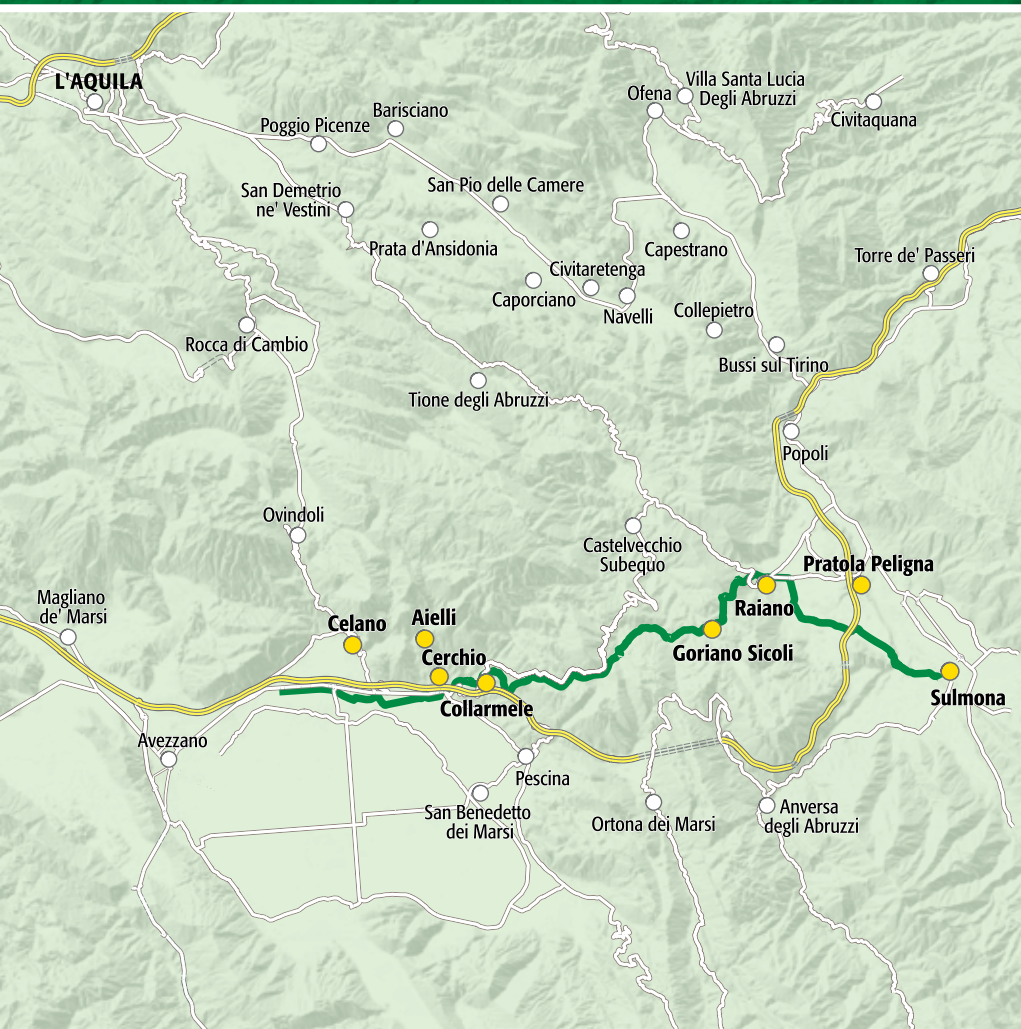 L'AQUILA
Villa Santa Lucia
Degli Abruzzi
Ofena
Barisciano
Civitaquana
Poggio Picenze
San Pio delle Camere
San Demetrio
ne' Vestini
Prata d'Ansidonia
Capestrano
Torre de' Passeri
Civitaretenga
Caporciano
Navelli
Collepietro
Rocca di Cambio
Bussi sul Tirino
Tione degli Abruzzi
Popoli
Ovindoli
Castelvecchio
Subequo
Pratola Peligna
Magliano
de' Marsi
Raiano
Aielli
Celano
Cerchio
Goriano Sicoli
Sulmona
Collarmele
Avezzano
Pescina
San Benedetto
dei Marsi
Ortona dei Marsi
Anversa
degli Abruzzi